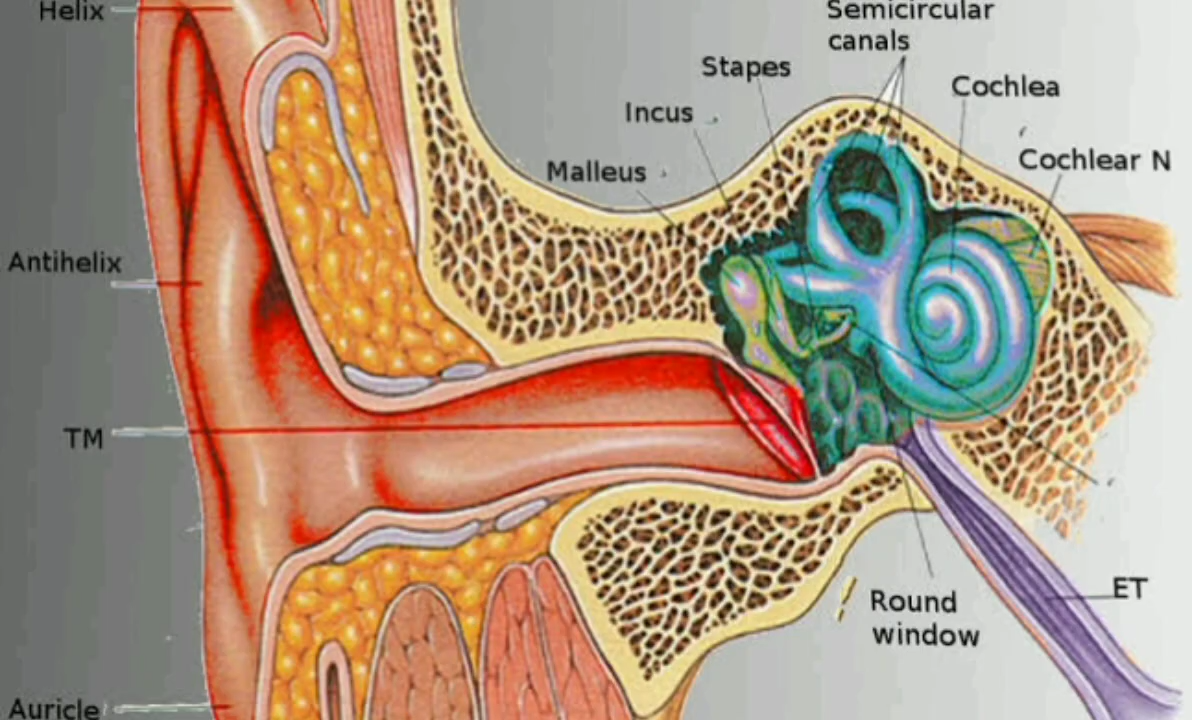 Helix
Semicircular
canals
Stapes
Cochlea
Incus
Cochlear N
Malleus
Antihelix
TM
ET
Round
window
Auricle